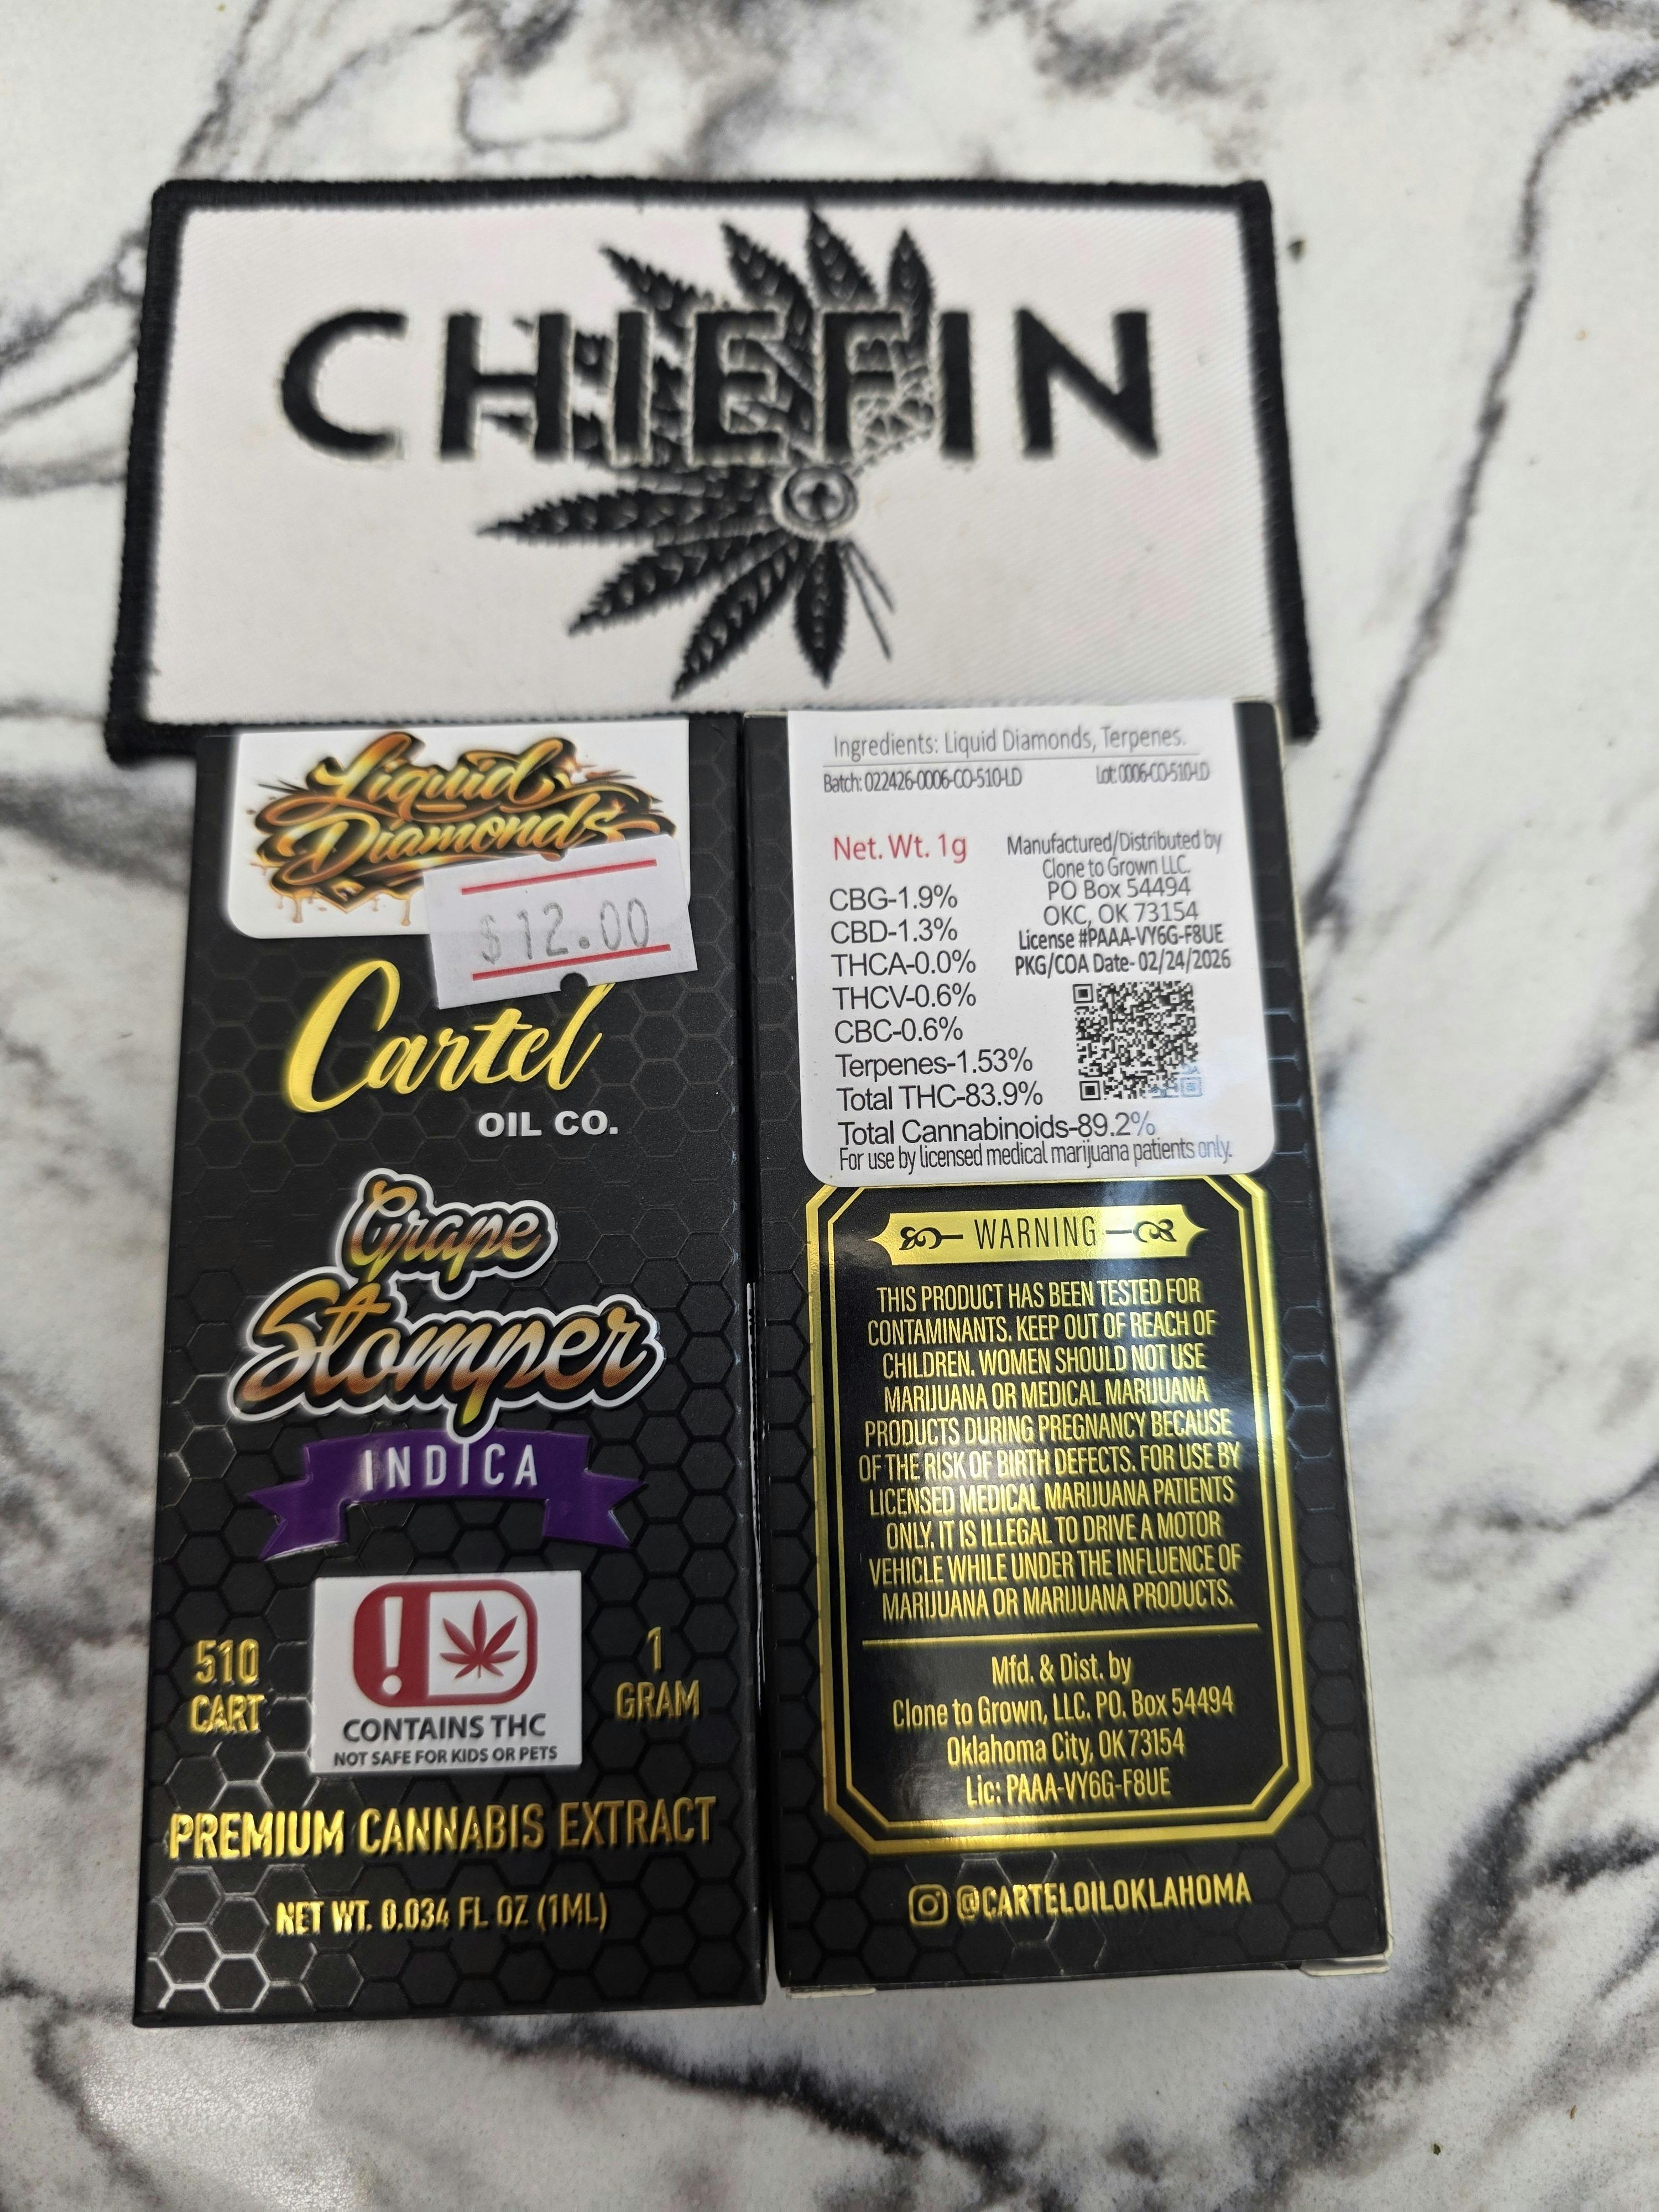 CHIEFIN
Liquid
Diamonds
$12.00
Cartel
OIL CO.
Grape
Stomper
INDICA
510
CART
CONTAINS THC
NOT SAFE FOR KIDS OR PETS
1
GRAM
PREMIUM CANNABIS EXTRACT
NET WT. 0.034 FL OZ (1ML)
Ingredients: Liquid Diamonds, Terpenes.
Batch: 022426-0006-CO-510-LD Lot: 0006-CO-510-LD
Net. Wt. 1g
CBG-1.9%
CBD-1.3%
THCA-0.0%
THCV-0.6%
CBC-0.6%
Terpenes-1.53%
Total THC-83.9%
Total Cannabinoids-89.2%
For use by licensed medical marijuana patients only.
Manufactured/Distributed by
Clone to Grown LLC.
PO Box 54494
OKC, OK 73154
License #PAAA-VY6G-F8UE
PKG/COA Date- 02/24/2026
WARNING
THIS PRODUCT HAS BEEN TESTED FOR
CONTAMINANTS. KEEP OUT OF REACH OF
CHILDREN. WOMEN SHOULD NOT USE
MARIJUANA OR MEDICAL MARIJUANA
PRODUCTS DURING PREGNANCY BECAUSE
OF THE RISK OF BIRTH DEFECTS. FOR USE BY
LICENSED MEDICAL MARIJUANA PATIENTS
ONLY. IT IS ILLEGAL TO DRIVE A MOTOR
VEHICLE WHILE UNDER THE INFLUENCE OF
MARIJUANA OR MARIJUANA PRODUCTS.
Mfd. & Dist. by
Clone to Grown, LLC. PO. Box 54494
Oklahoma City, OK 73154
Lic: PAAA-VY6G-F8UE
@CARTELOILOKLAHOMA